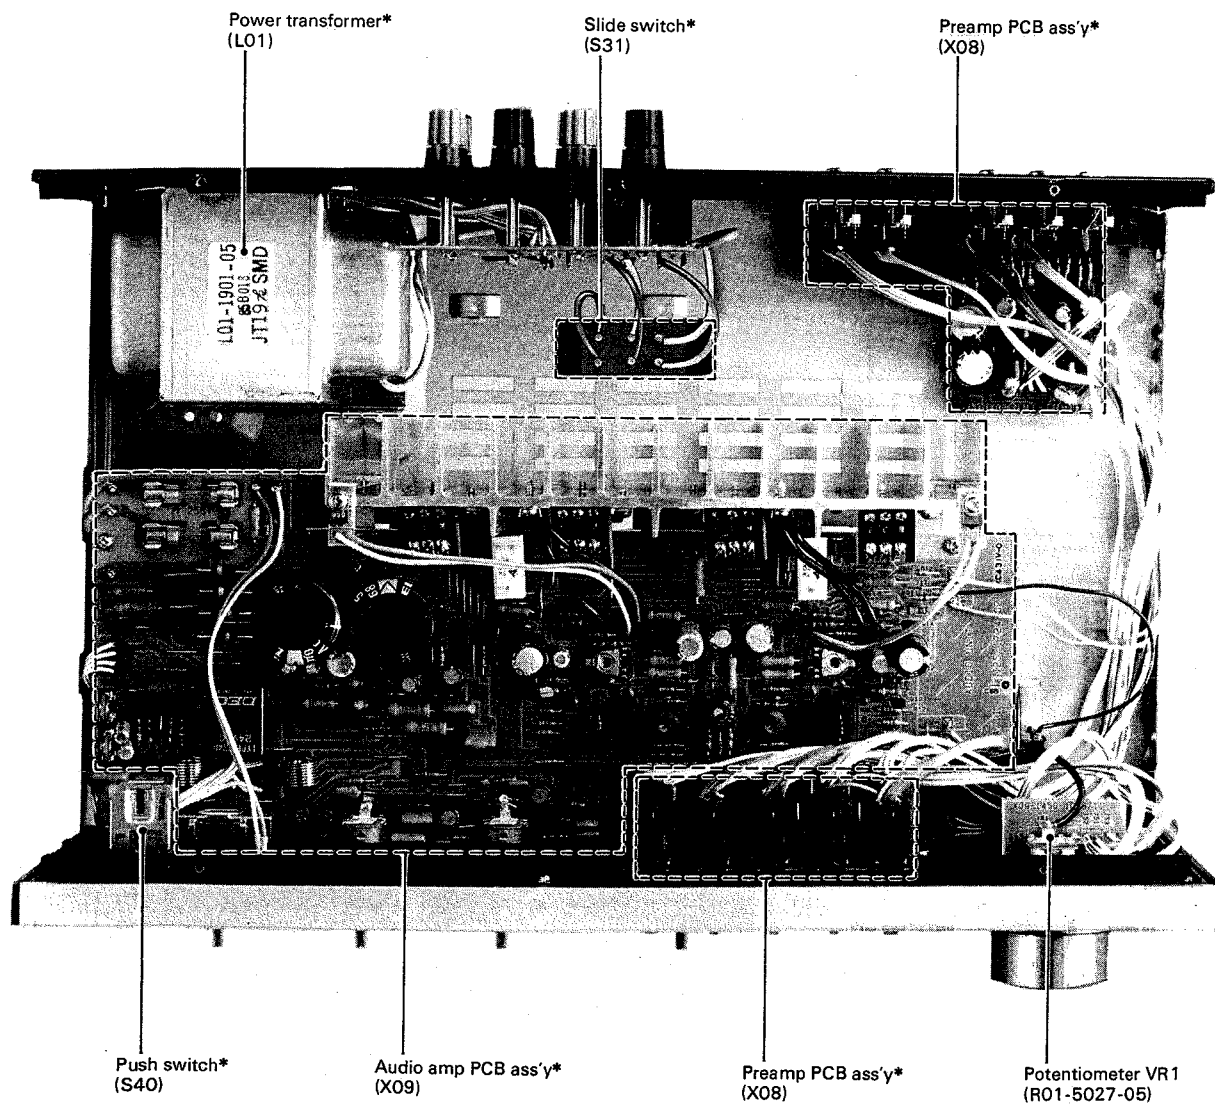 Power transformer*
(L01)
Slide switch*
(S31)
Preamp PCB ass'y*
(X08)
L01-1901-05
JT19
SMD
Push switch*
(S40)
Audio amp PCB ass'y*
(X09)
Preamp PCB ass'y*
(X08)
Potentiometer VR1
(R01-5027-05)